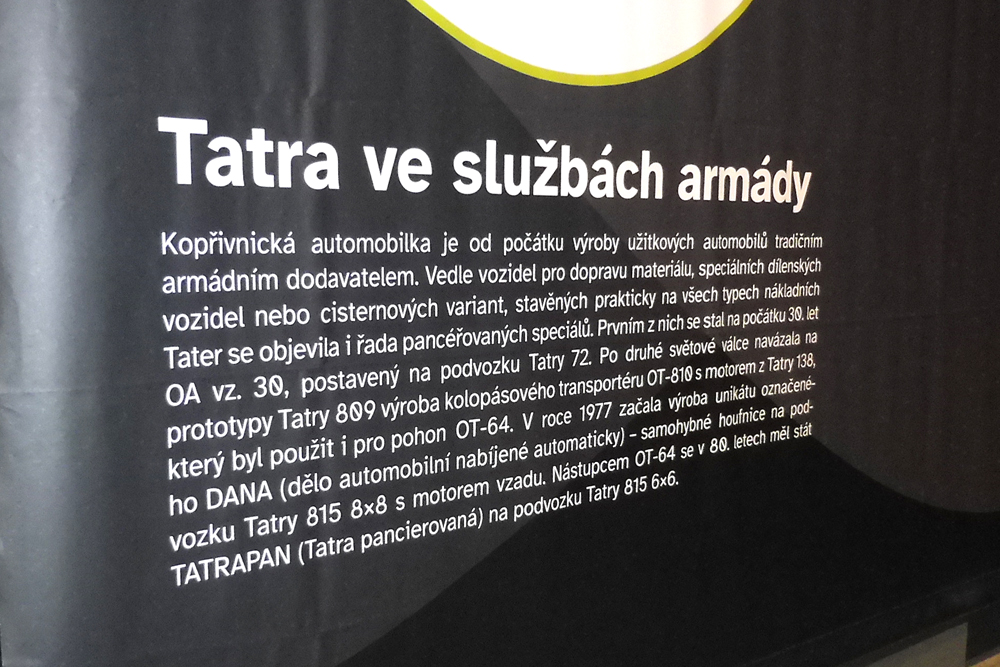 Tatra ve službách armády
Kopřivnická automobilka je od počátku výroby užitkových automobilů tradičním
armádním dodavatelem. Vedle vozidel pro dopravu materiálu, speciálních dílenských
vozidel nebo cisternových variant, stavěných prakticky na všech typech nákladních
Tater se objevila i řada pancéřovaných speciálů. Prvním z nich se stal na počátku 30. let
OA vz. 30, postavený na podvozku Tatry 72. Po druhé světové válce navázala na
prototypy Tatry 809 výroba kolopásového transportéru OT-810 s motorem z Tatry 138,
který byl použit i pro pohon OT-64. V roce 1977 začala výroba unikátu označené-
ho DANA (dělo automobilní nabíjené automaticky) – samohybné houfnice na pod-
vozku Tatry 815 8×8 s motorem vzadu. Nástupcem OT-64 se v 80. letech měl stát
TATRAPAN (Tatra pancierovaná) na podvozku Tatry 815 6×6.